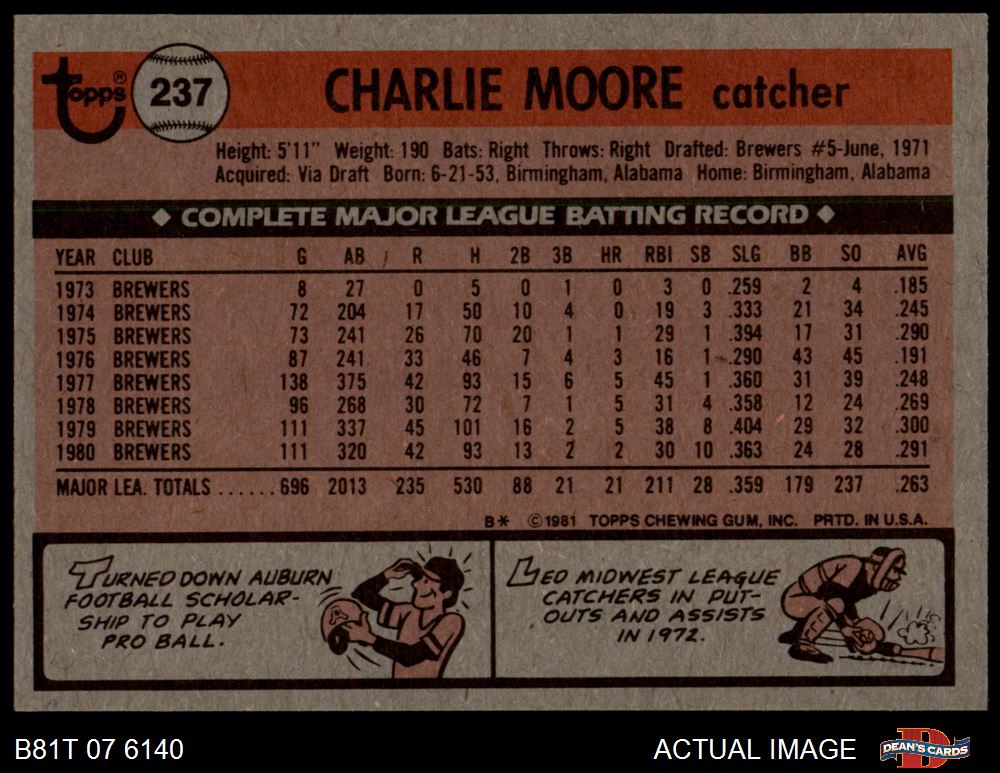 Topps® 237 CHARLIE MOORE catcher
Height: 5'11" Weight: 190 Bats: Right Throws: Right Drafted: Brewers #5-June, 1971
Acquired: Via Draft Born: 6-21-53, Birmingham, Alabama Home: Birmingham, Alabama
◆ COMPLETE MAJOR LEAGUE BATTING RECORD ◆
YEAR CLUB G AB R H 2B 3B HR RBI SB SLG BB SO AVG
1973 BREWERS 8 27 0 5 0 1 0 3 0 .259 2 4 .185
1974 BREWERS 72 204 17 50 10 4 0 19 3 .333 21 34 .245
1975 BREWERS 73 241 26 70 20 1 1 29 1 .394 17 31 .290
1976 BREWERS 87 241 33 46 7 4 3 16 1 .290 43 45 .191
1977 BREWERS 138 375 42 93 15 6 5 45 1 .360 31 39 .248
1978 BREWERS 96 268 30 72 7 1 5 31 4 .358 12 24 .269
1979 BREWERS 111 337 45 101 16 2 5 38 8 .404 29 32 .300
1980 BREWERS 111 320 42 93 13 2 2 30 10 .363 24 28 .291
MAJOR LEA. TOTALS ...... 696 2013 235 530 88 21 21 211 28 .359 179 237 .263
B* ©1981 TOPPS CHEWING GUM, INC. PRTD. IN U.S.A.
TURNED DOWN AUBURN
FOOTBALL SCHOLAR-
SHIP TO PLAY
PRO BALL.
LED MIDWEST LEAGUE
CATCHERS IN PUT-
OUTS AND ASSISTS
IN 1972.
B81T 07 6140 ACTUAL IMAGE DEAN'S CARDS